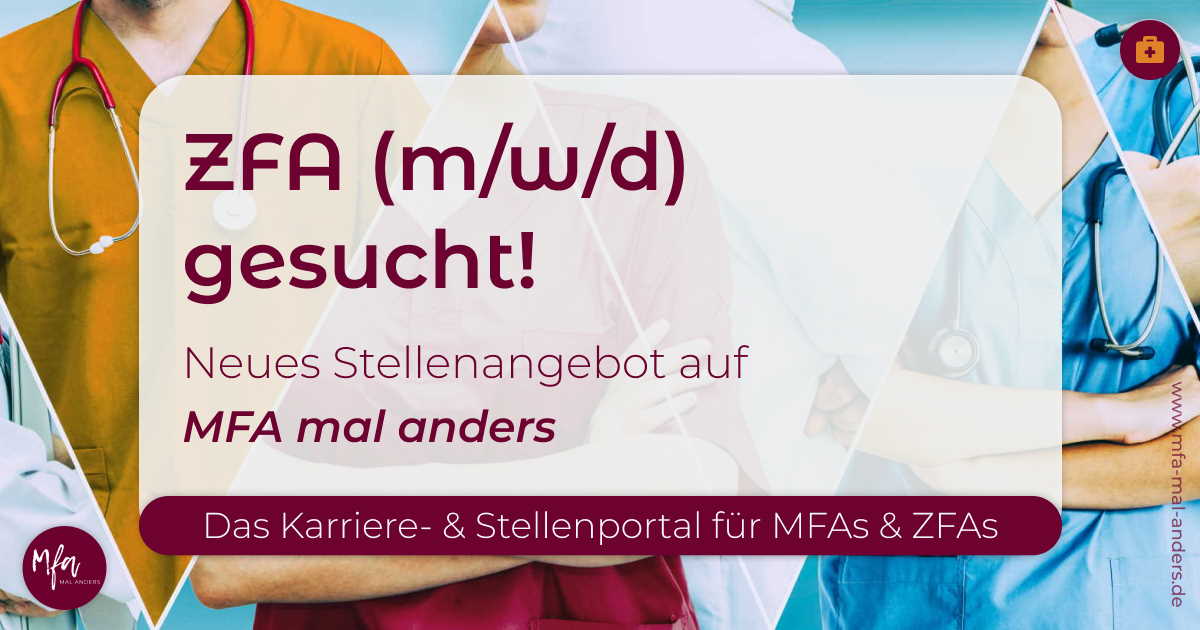 ZFA (m/w/d)
gesucht!
Neues Stellenangebot auf
MFA mal anders
Das Karriere- & Stellenportal für MFAs & ZFAs
www.mfa-mal-anders.de
Mfa
MAL ANDERS